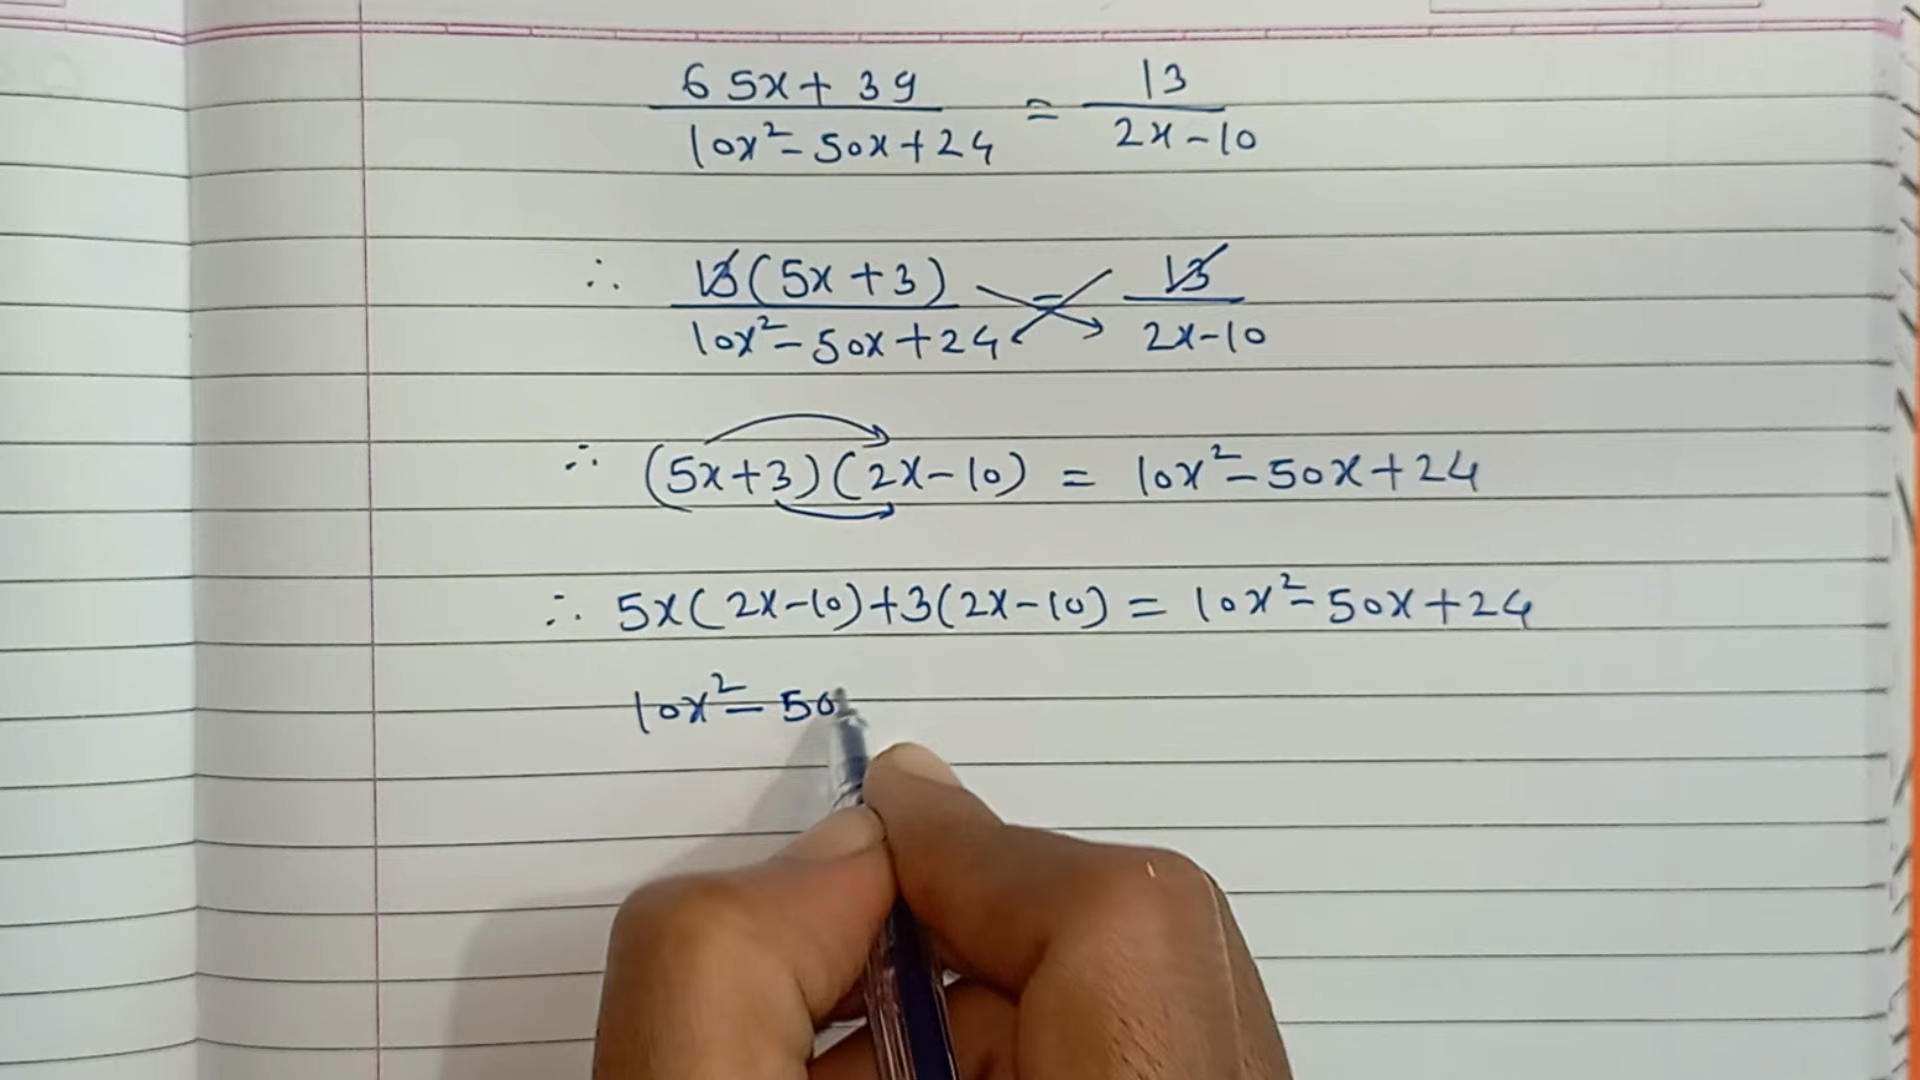 65x+39 / 10x²-50x+24 = 13 / 2x-10
∴ 13(5x+3) / 10x²-50x+24 = 13 / 2x-10
∴ (5x+3)(2x-10) = 10x²-50x+24
∴ 5x(2x-10)+3(2x-10) = 10x²-50x+24
10x²-50